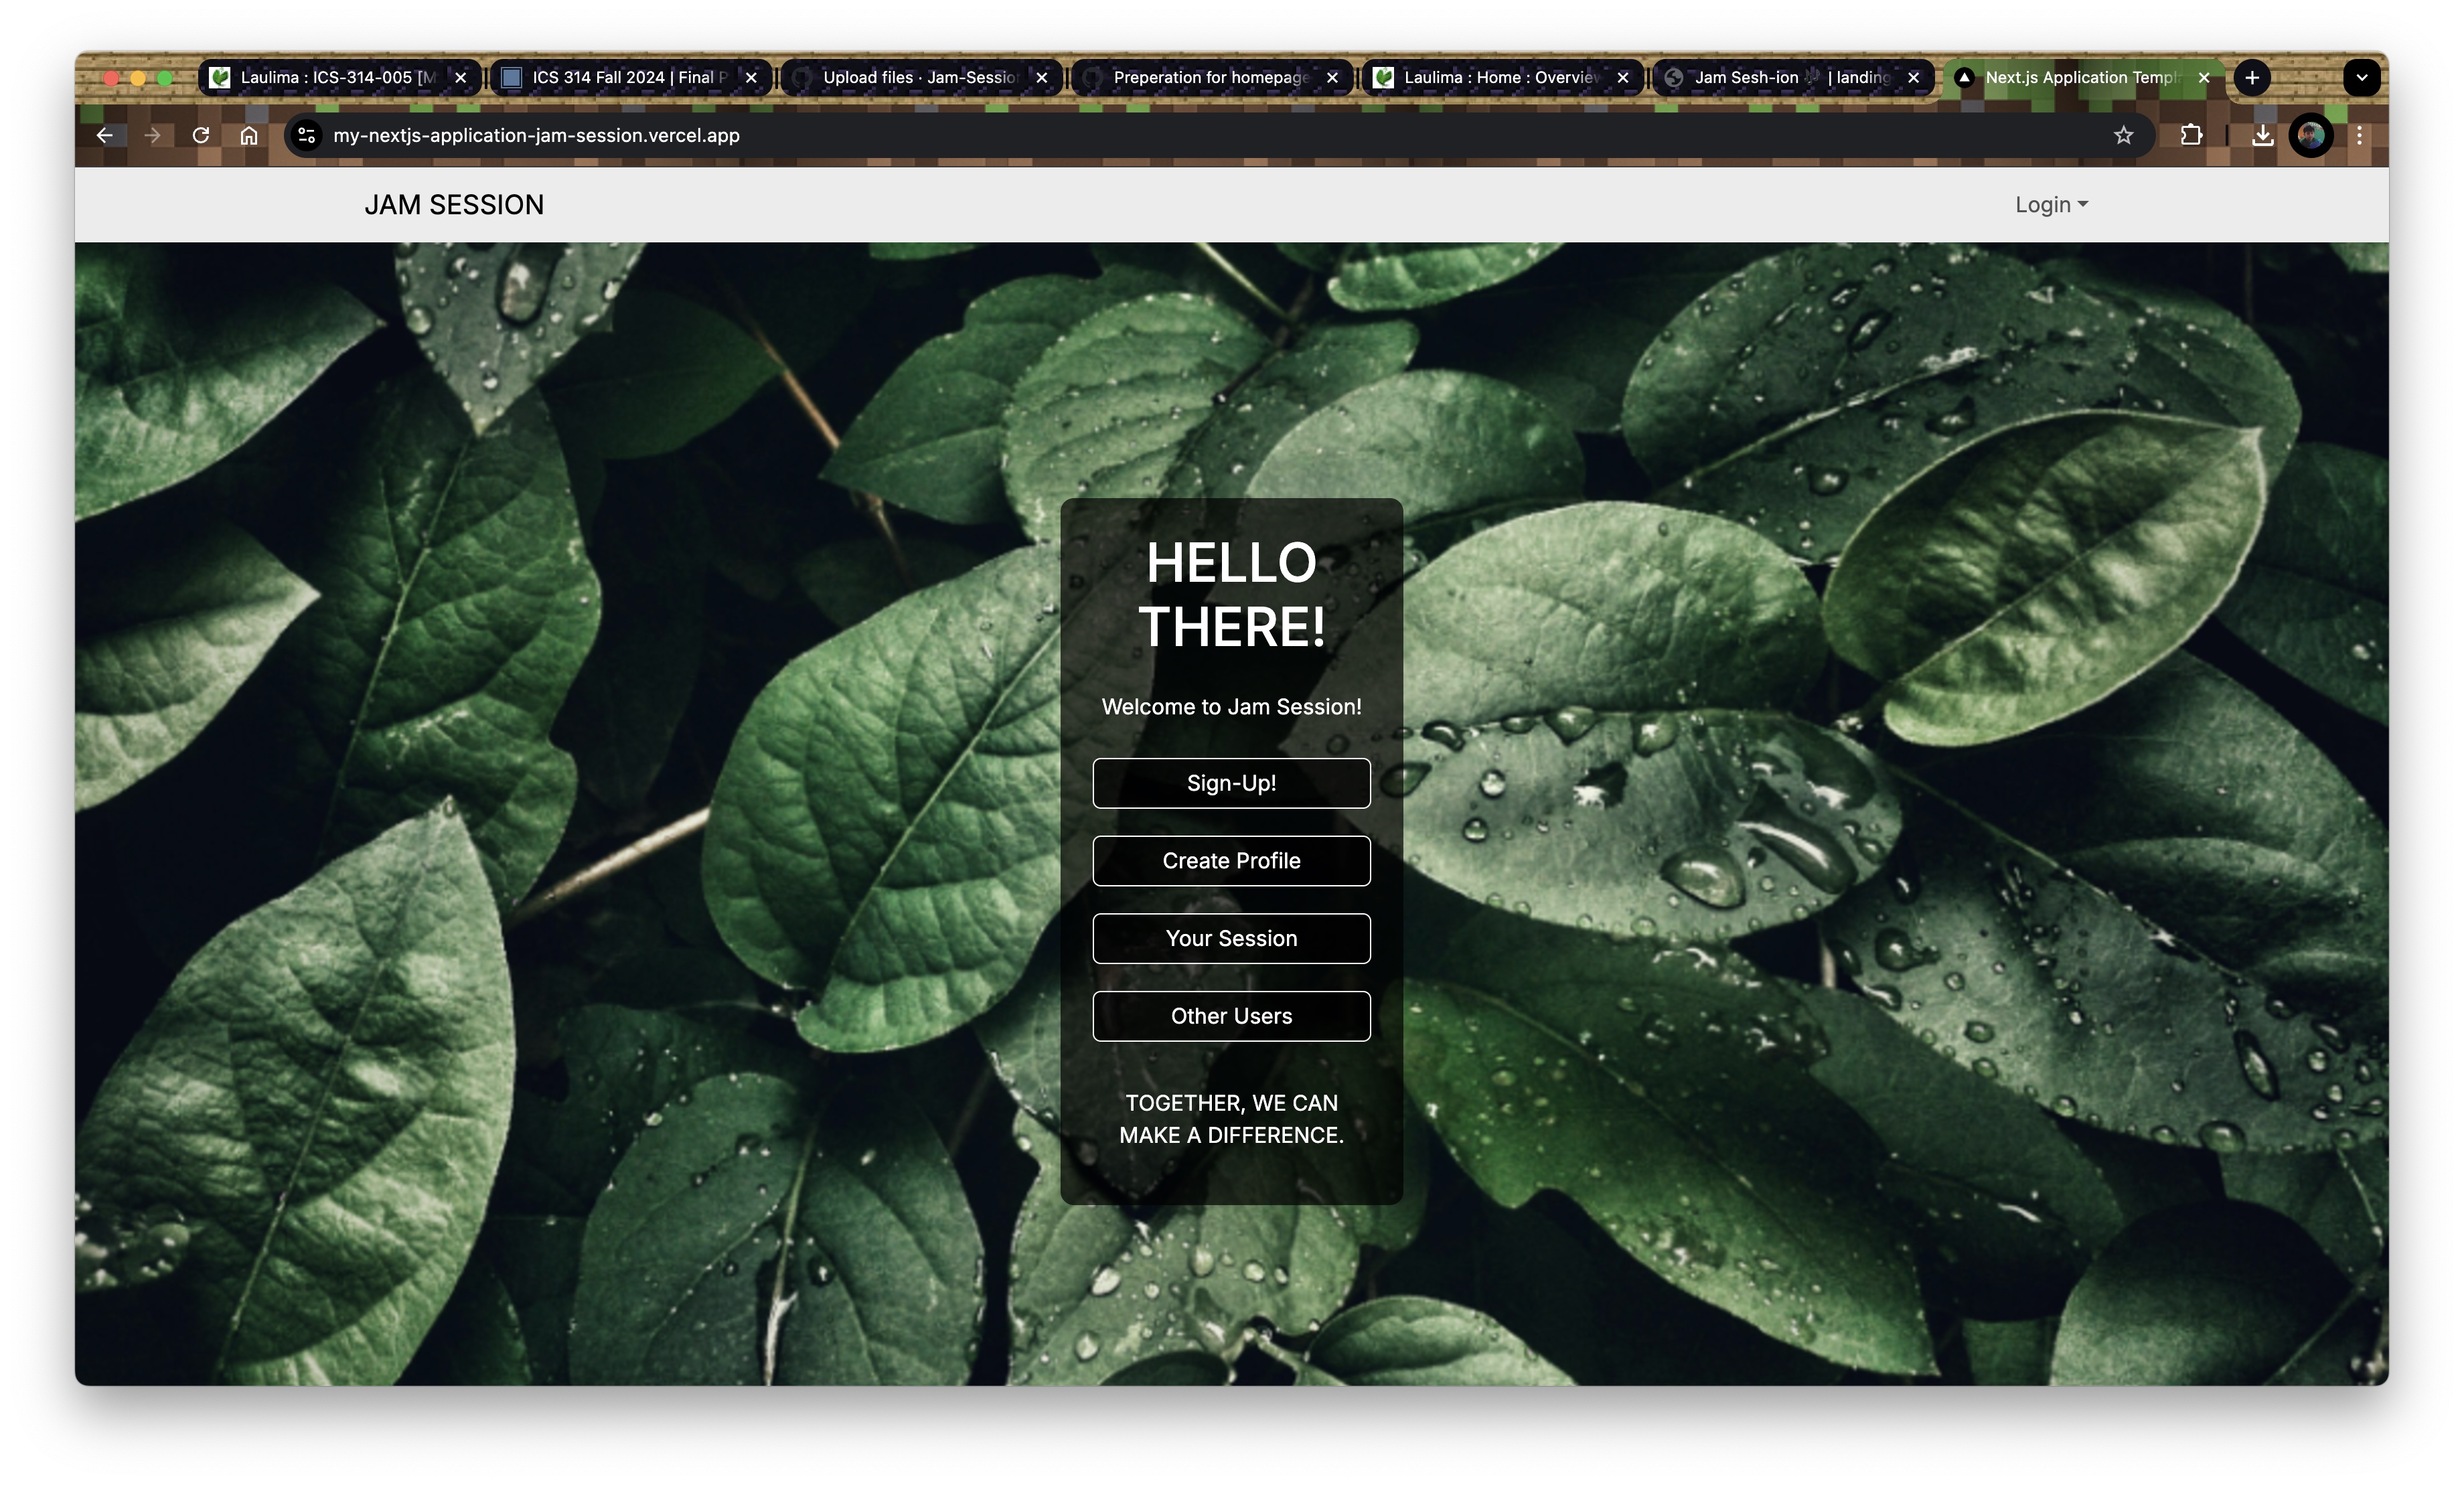 Laulima : ICS-314-005 [M
ICS 314 Fall 2024 | Final P
Upload files · Jam-Sessio
Preperation for homepage
Laulima : Home : Overview
Jam Sesh-ion | landing
Next.js Application Templ
my-nextjs-application-jam-session.vercel.app
JAM SESSION
Login
HELLO
THERE!
Welcome to Jam Session!
Sign-Up!
Create Profile
Your Session
Other Users
TOGETHER, WE CAN
MAKE A DIFFERENCE.